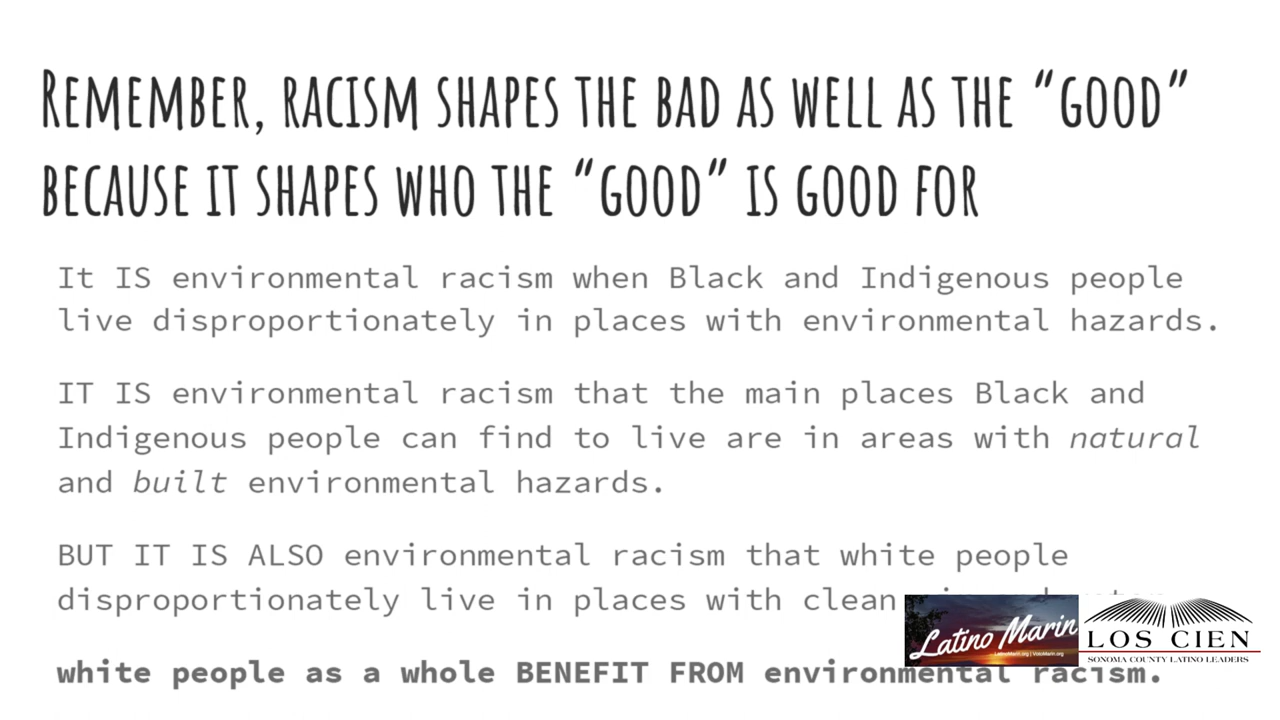 REMEMBER, RACISM SHAPES THE BAD AS WELL AS THE “GOOD”
BECAUSE IT SHAPES WHO THE “GOOD” IS GOOD FOR
It IS environmental racism when Black and Indigenous people
live disproportionately in places with environmental hazards.
IT IS environmental racism that the main places Black and
Indigenous people can find to live are in areas with natural
and built environmental hazards.
BUT IT IS ALSO environmental racism that white people
disproportionately live in places with clean
white people as a whole BENEFIT FROM environmental racism.
Latino Marin
LatinoMarin.org | VotoMarin.org
LOS CIEN
SONOMA COUNTY LATINO LEADERS